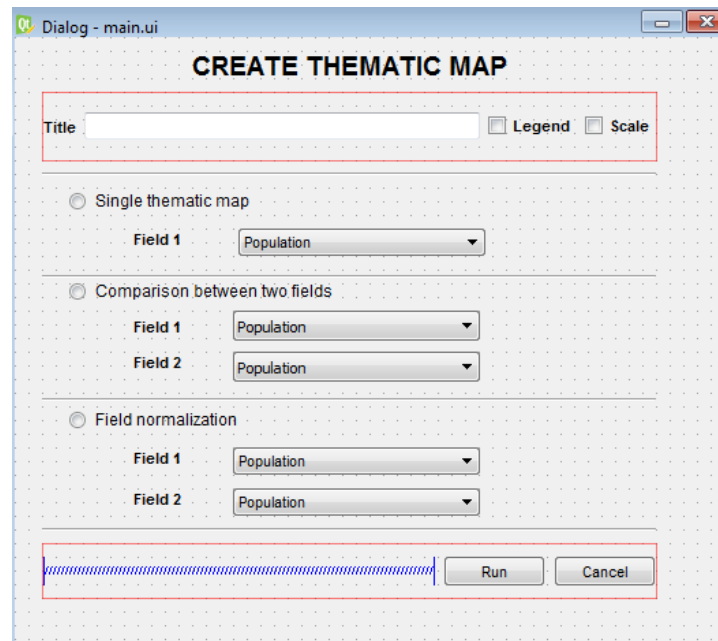 Dialog - main.ui
CREATE THEMATIC MAP
Title Legend Scale
Single thematic map
Field 1 Population
Comparison between two fields
Field 1 Population
Field 2 Population
Field normalization
Field 1 Population
Field 2 Population
Run Cancel